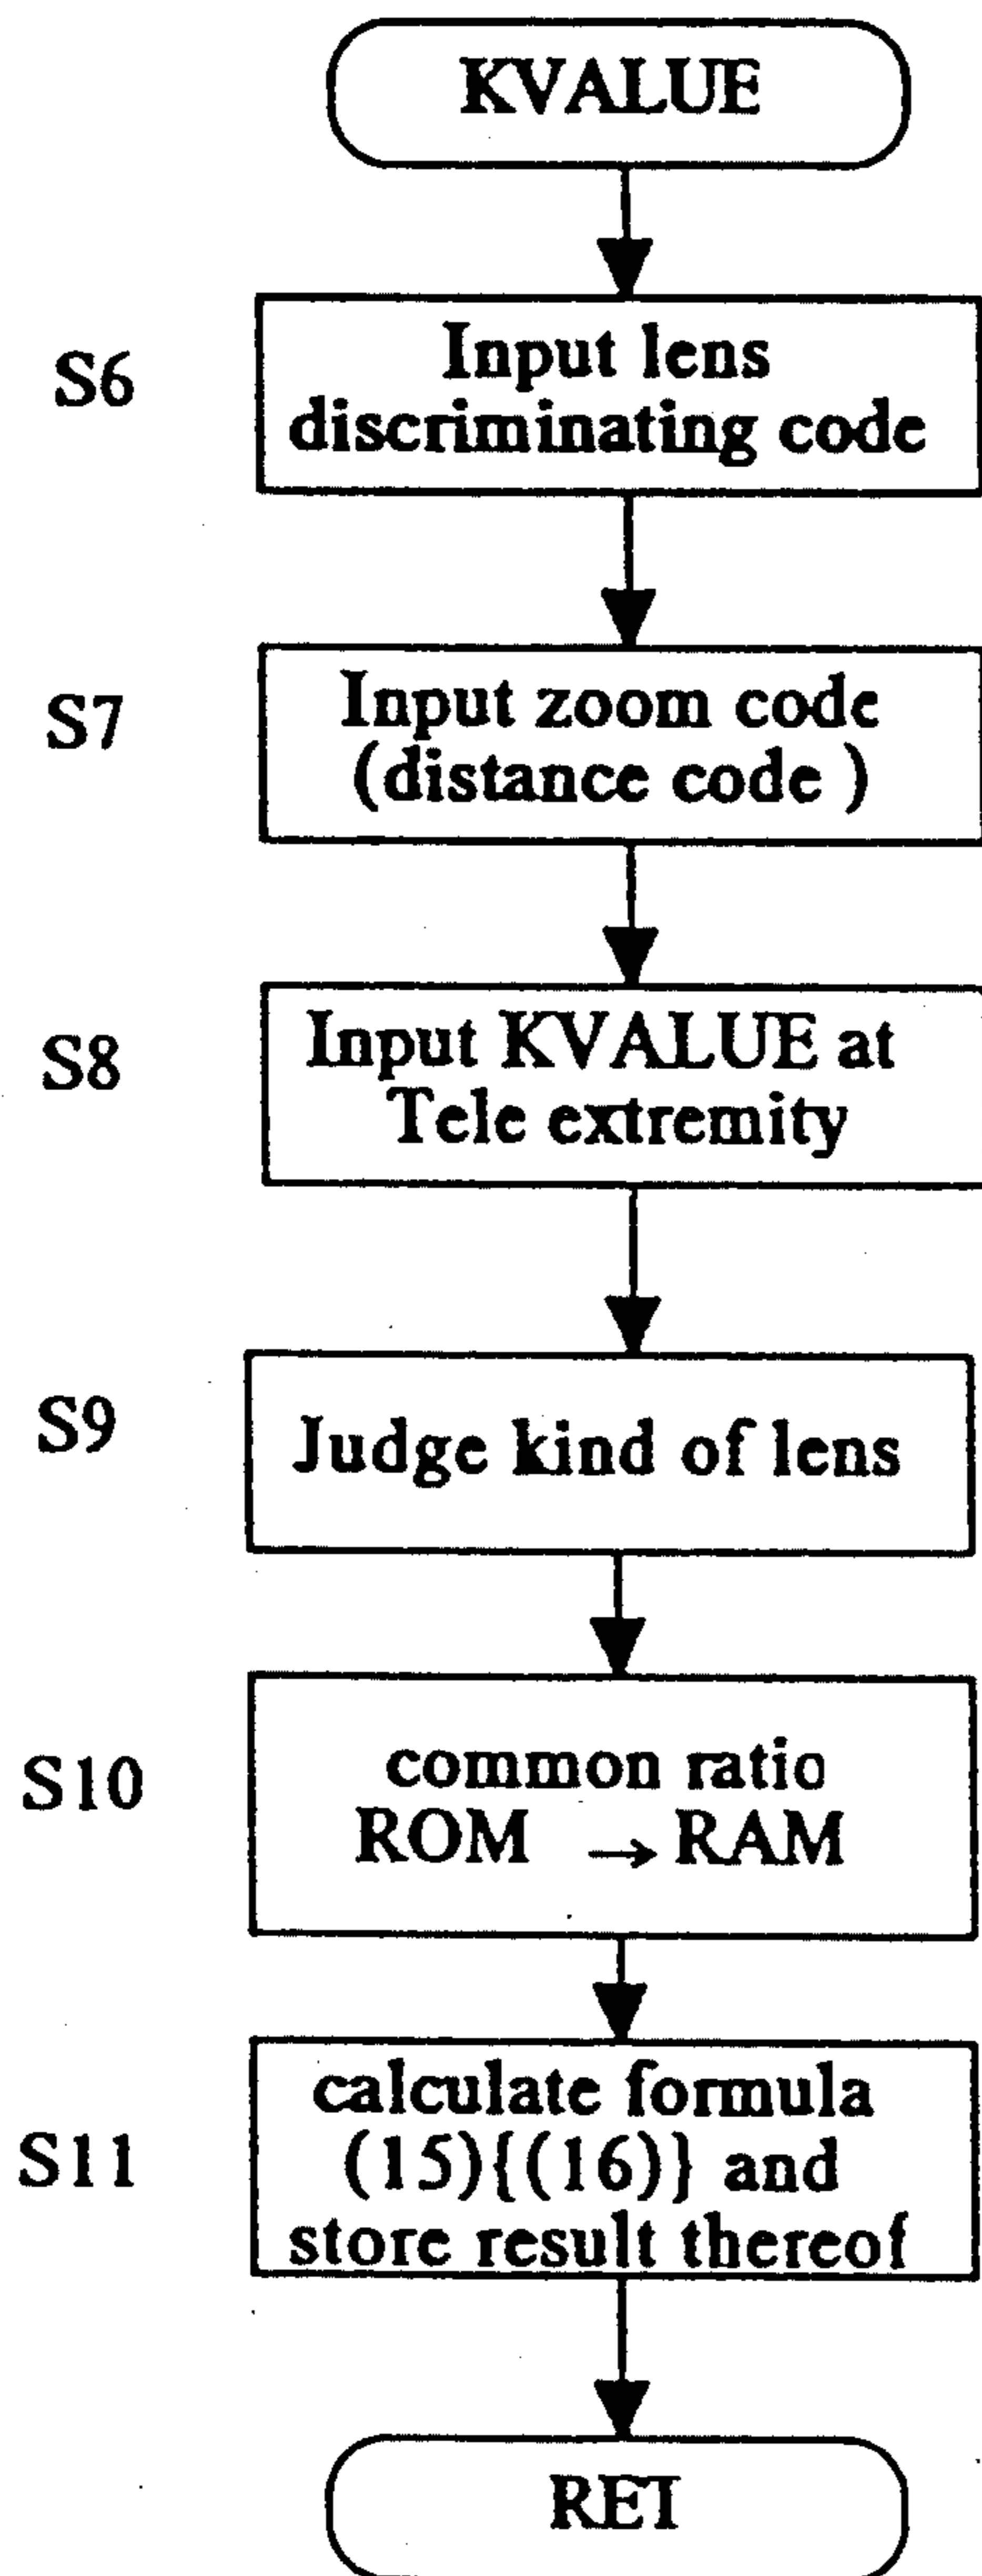 KVALUE
S6
Input lens
discriminating code
S7
Input zoom code
(distance code )
S8
Input KVALUE at
Tele extremity
S9
Judge kind of lens
S10
common ratio
ROM → RAM
S11
calculate formula
(15){(16)} and
store result thereof
RET